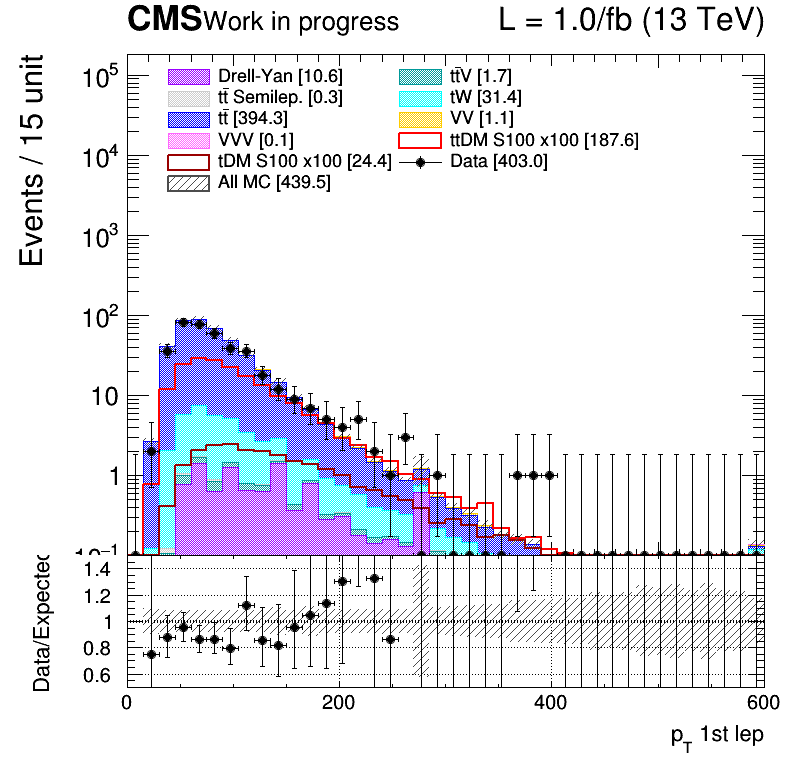 CMS Work in progress L = 1.0/fb (13 TeV)
Events / 15 unit
10⁵
10⁴
10³
10²
10
1
10⁻¹
Drell-Yan [10.6] tt̄V [1.7]
tt̄ Semilep. [0.3] tW [31.4]
tt̄ [394.3] VV [1.1]
VVV [0.1] ttDM S100 x100 [187.6]
tDM S100 x100 [24.4] Data [403.0]
All MC [439.5]
Data/Expected
1.4
1.2
1
0.8
0.6
0 200 400 600
p_T 1st lep